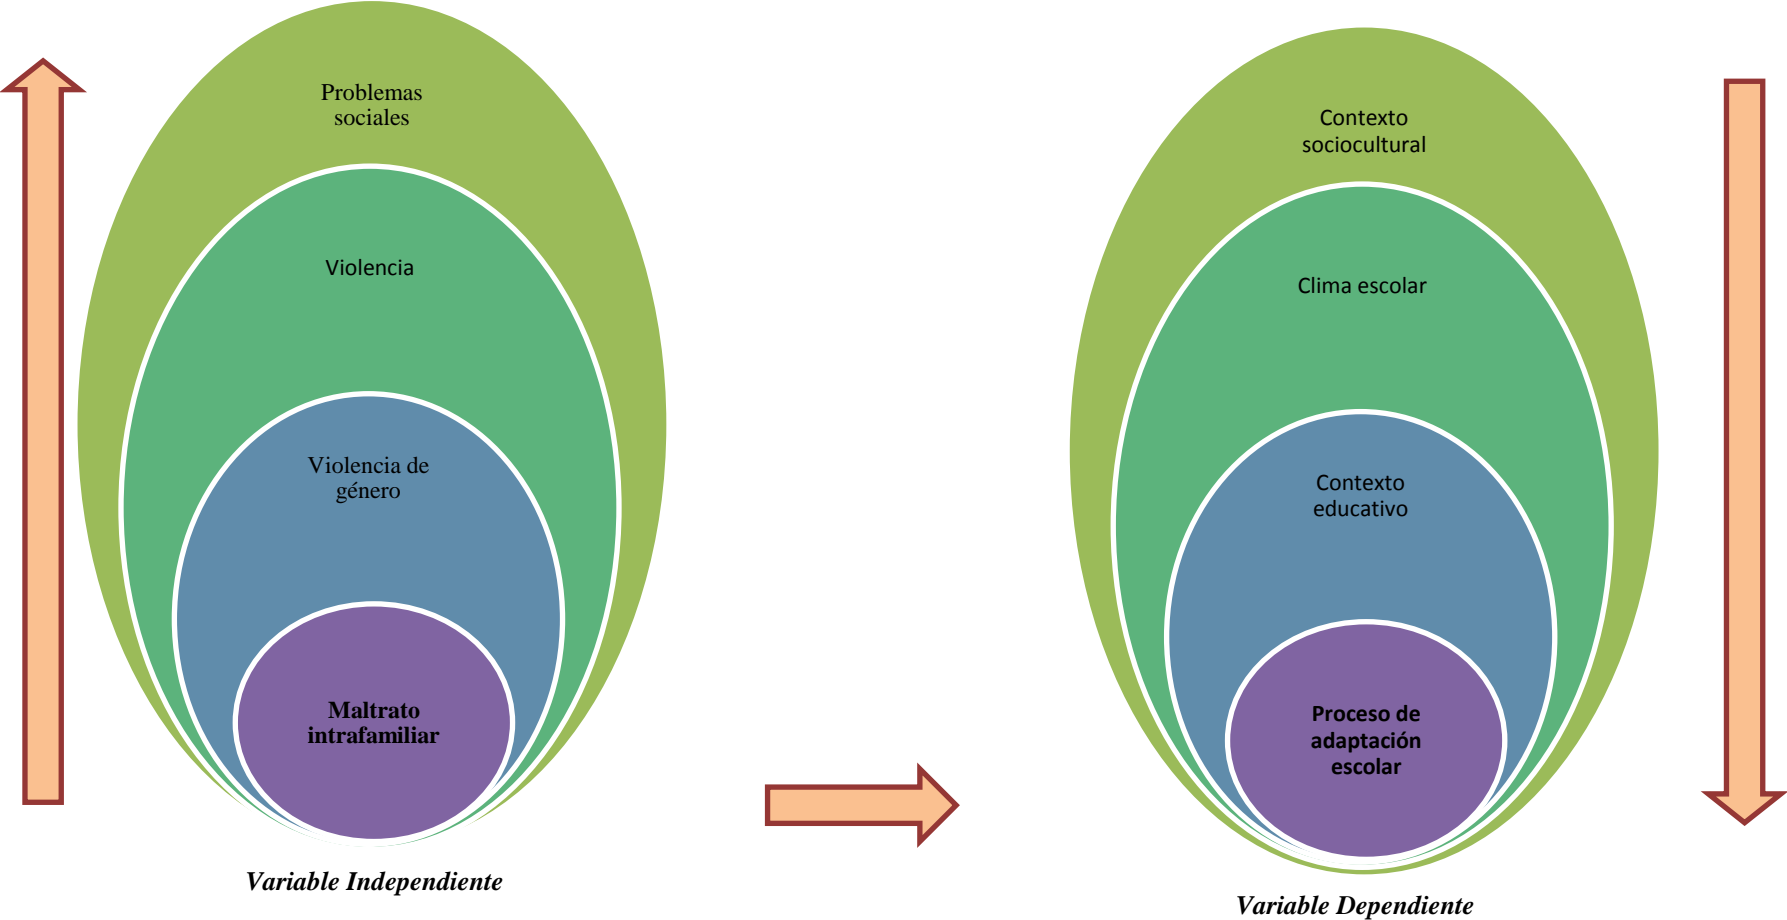 Problemas
sociales
Violencia
Violencia de
género
Maltrato
intrafamiliar
Variable Independiente
Contexto
sociocultural
Clima escolar
Contexto
educativo
Proceso de
adaptación
escolar
Variable Dependiente